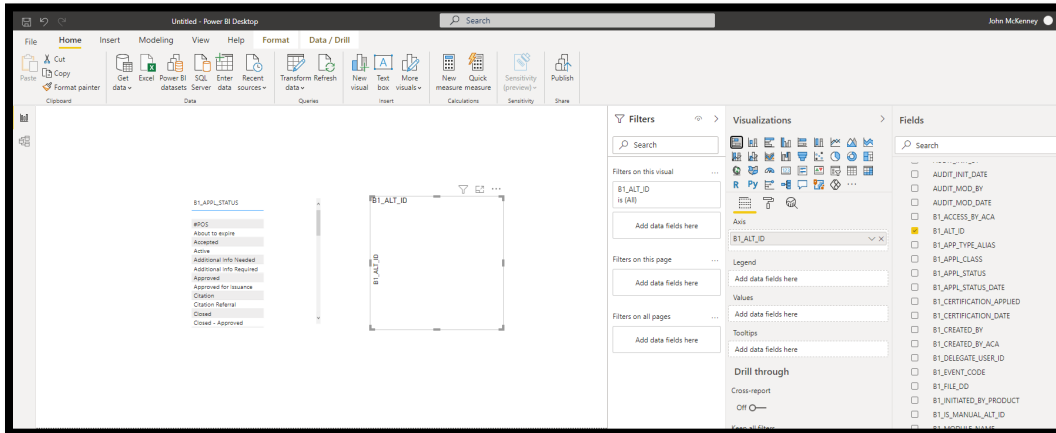 Untitled - Power BI Desktop
Search
John McKenney
File
Home
Insert
Modeling
View
Help
Format
Data / Drill
Paste
Cut
Copy
Format painter
Clipboard
Get data
Excel
Power BI datasets
SQL Server
Enter data
Recent sources
Data
Transform data
Refresh
Queries
New visual
Text box
More visuals
Insert
New measure
Quick measure
Calculations
Sensitivity (preview)
Sensitivity
Publish
Share
B1_APPL_STATUS
#POS
About to expire
Accepted
Active
Additional Info Needed
Additional Info Required
Approved
Approved for Issuance
Citation
Citation Referral
Closed
Closed - Approved
B1_ALT_ID
B1_ALT_ID
Filters
Search
Filters on this visual
B1_ALT_ID
is (All)
Add data fields here
Filters on this page
Add data fields here
Filters on all pages
Add data fields here
Visualizations
R
Py
Axis
B1_ALT_ID
Legend
Add data fields here
Values
Add data fields here
Tooltips
Add data fields here
Drill through
Cross-report
Off
Keep all filters
Fields
Search
AUDIT_INIT_DATE
AUDIT_MOD_BY
AUDIT_MOD_DATE
B1_ACCESS_BY_ACA
B1_ALT_ID
B1_APP_TYPE_ALIAS
B1_APPL_CLASS
B1_APPL_STATUS
B1_APPL_STATUS_DATE
B1_CERTIFICATION_APPLIED
B1_CERTIFICATION_DATE
B1_CREATED_BY
B1_CREATED_BY_ACA
B1_DELEGATE_USER_ID
B1_EVENT_CODE
B1_FILE_DD
B1_INITIATED_BY_PRODUCT
B1_IS_MANUAL_ALT_ID
B1_MODULE_NAME